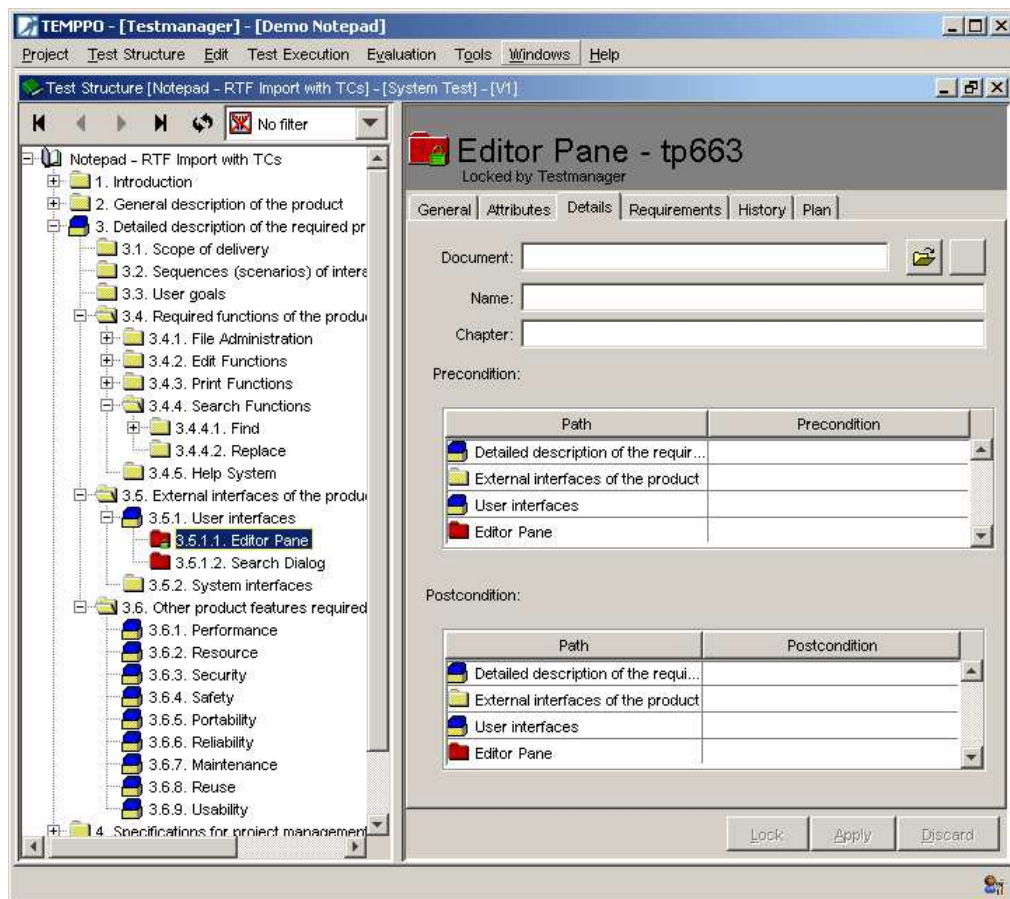 TEMPPO - [Testmanager] - [Demo Notepad]
Project Test Structure Edit Test Execution Evaluation Tools Windows Help
Test Structure [Notepad - RTF Import with TCs] - [System Test] - [V1]
No filter
Notepad - RTF Import with TCs
1. Introduction
2. General description of the product
3. Detailed description of the required pr
3.1. Scope of delivery
3.2. Sequences (scenarios) of intera
3.3. User goals
3.4. Required functions of the produ
3.4.1. File Administration
3.4.2. Edit Functions
3.4.3. Print Functions
3.4.4. Search Functions
3.4.4.1. Find
3.4.4.2. Replace
3.4.5. Help System
3.5. External interfaces of the produ
3.5.1. User interfaces
3.5.1.1. Editor Pane
3.5.1.2. Search Dialog
3.5.2. System interfaces
3.6. Other product features required
3.6.1. Performance
3.6.2. Resource
3.6.3. Security
3.6.4. Safety
3.6.5. Portability
3.6.6. Reliability
3.6.7. Maintenance
3.6.8. Reuse
3.6.9. Usability
4. Specifications for project management
Editor Pane - tp663
Locked by Testmanager
General Attributes Details Requirements History Plan
Document:
Name:
Chapter:
Precondition:
Path Precondition
Detailed description of the requir...
External interfaces of the product
User interfaces
Editor Pane
Postcondition:
Path Postcondition
Detailed description of the requi...
External interfaces of the product
User interfaces
Editor Pane
Lock Apply Discard